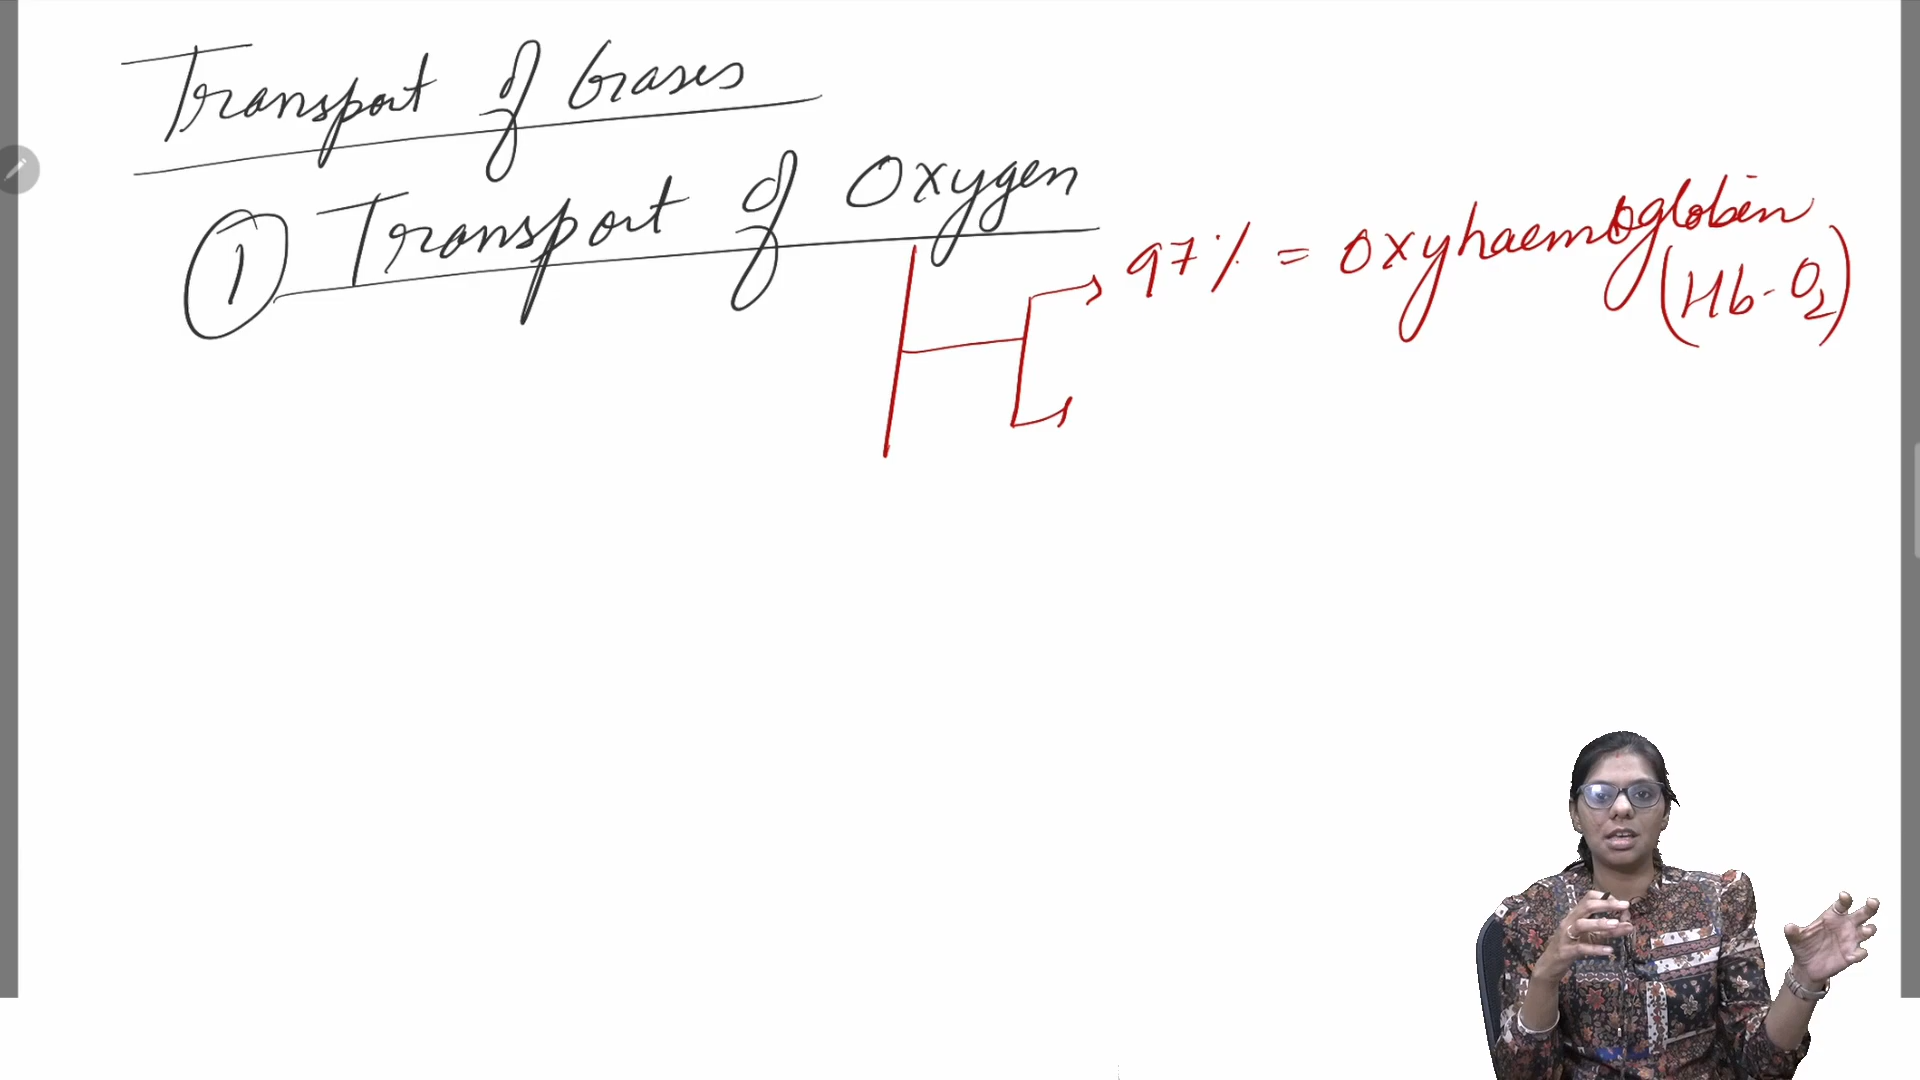 Transport of Gases
① Transport of Oxygen
97% = Oxyhaemoglobin
(Hb-O₂)